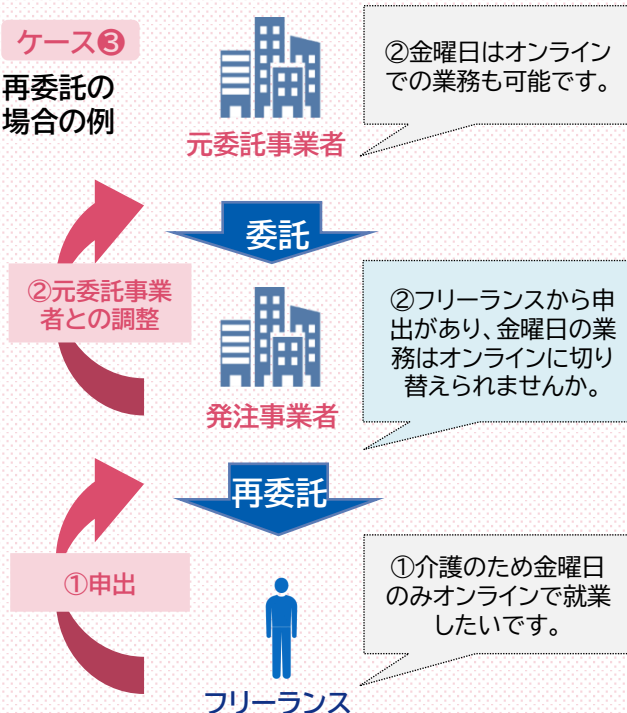 ケース❸
再委託の
場合の例
元委託事業者
②金曜日はオンライン
での業務も可能です。
委託
②元委託事業
者との調整
発注事業者
②フリーランスから申
出があり、金曜日の業
務はオンラインに切り
替えられませんか。
再委託
①申出
①介護のため金曜日
のみオンラインで就業
したいです。
フリーランス